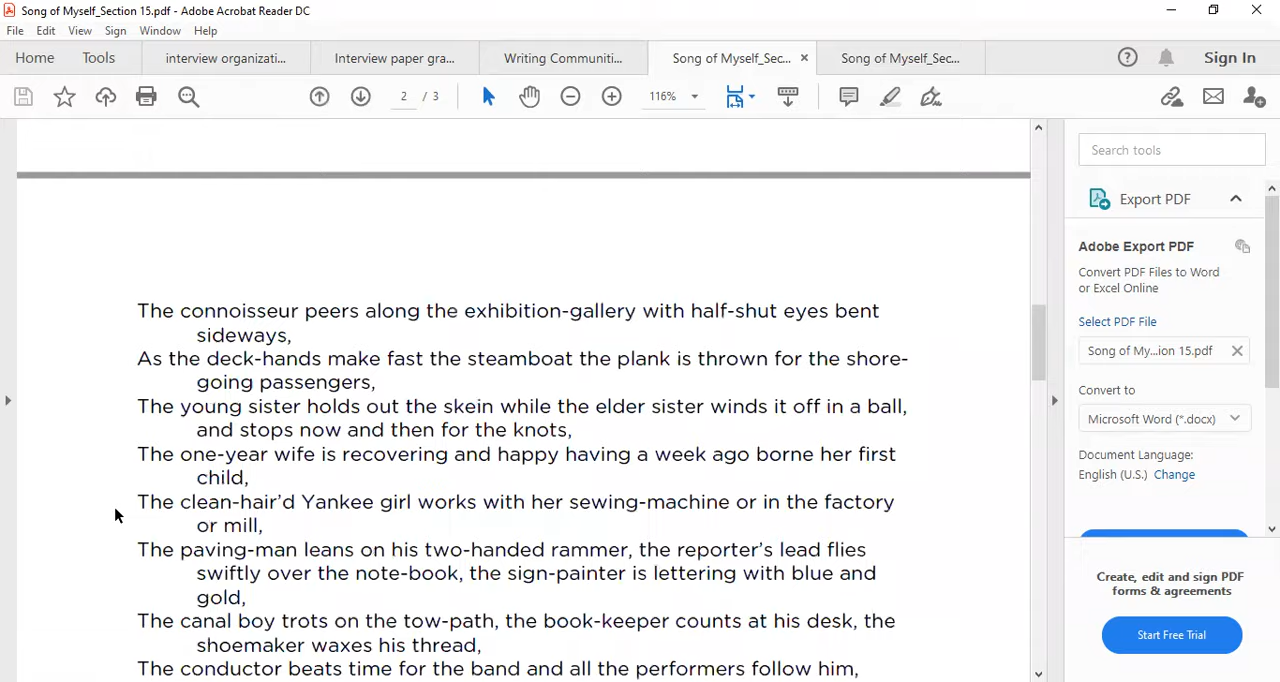 Song of Myself_Section 15.pdf - Adobe Acrobat Reader DC
File Edit View Sign Window Help
Home Tools interview organizati... Interview paper gra... Writing Communiti... Song of Myself_Sec... × Song of Myself_Sec... Sign In
2 / 3 116%
Search tools
Export PDF
Adobe Export PDF
Convert PDF Files to Word
or Excel Online
Select PDF File
Song of My...ion 15.pdf
Convert to
Microsoft Word (*.docx)
Document Language:
English (U.S.) Change
Create, edit and sign PDF
forms & agreements
Start Free Trial
The connoisseur peers along the exhibition-gallery with half-shut eyes bent
sideways,
As the deck-hands make fast the steamboat the plank is thrown for the shore-
going passengers,
The young sister holds out the skein while the elder sister winds it off in a ball,
and stops now and then for the knots,
The one-year wife is recovering and happy having a week ago borne her first
child,
The clean-hair’d Yankee girl works with her sewing-machine or in the factory
or mill,
The paving-man leans on his two-handed rammer, the reporter’s lead flies
swiftly over the note-book, the sign-painter is lettering with blue and
gold,
The canal boy trots on the tow-path, the book-keeper counts at his desk, the
shoemaker waxes his thread,
The conductor beats time for the band and all the performers follow him,